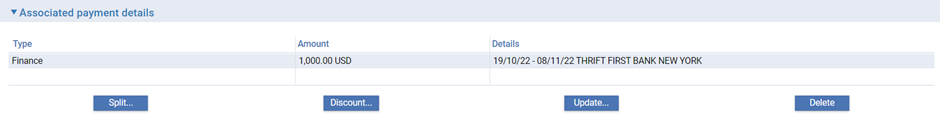 Associated payment details
Type Amount Details
Finance 1,000.00 USD 19/10/22 - 08/11/22 THRIFT FIRST BANK NEW YORK
Split... Discount... Update... Delete